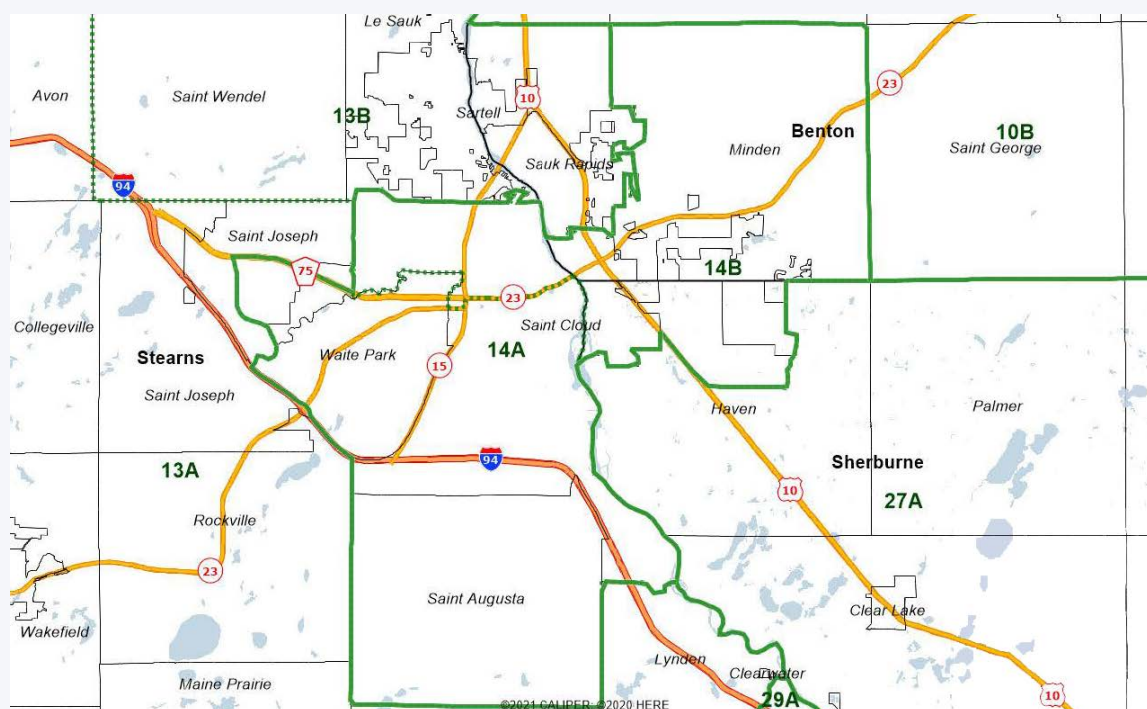 Le Sauk
Avon
Saint Wendel
13B
Sartell
10
23
Benton
10B
Minden
Saint George
Sauk Rapids
94
Saint Joseph
75
14B
23
Collegeville
Saint Cloud
Stearns
Waite Park
14A
15
Saint Joseph
Haven
Palmer
94
13A
Sherburne
10
27A
Rockville
23
Saint Augusta
Clear Lake
Wakefield
Lynden
Clearwater
Maine Prairie
29A
10
©2021 CALIPER; ©2020 HERE